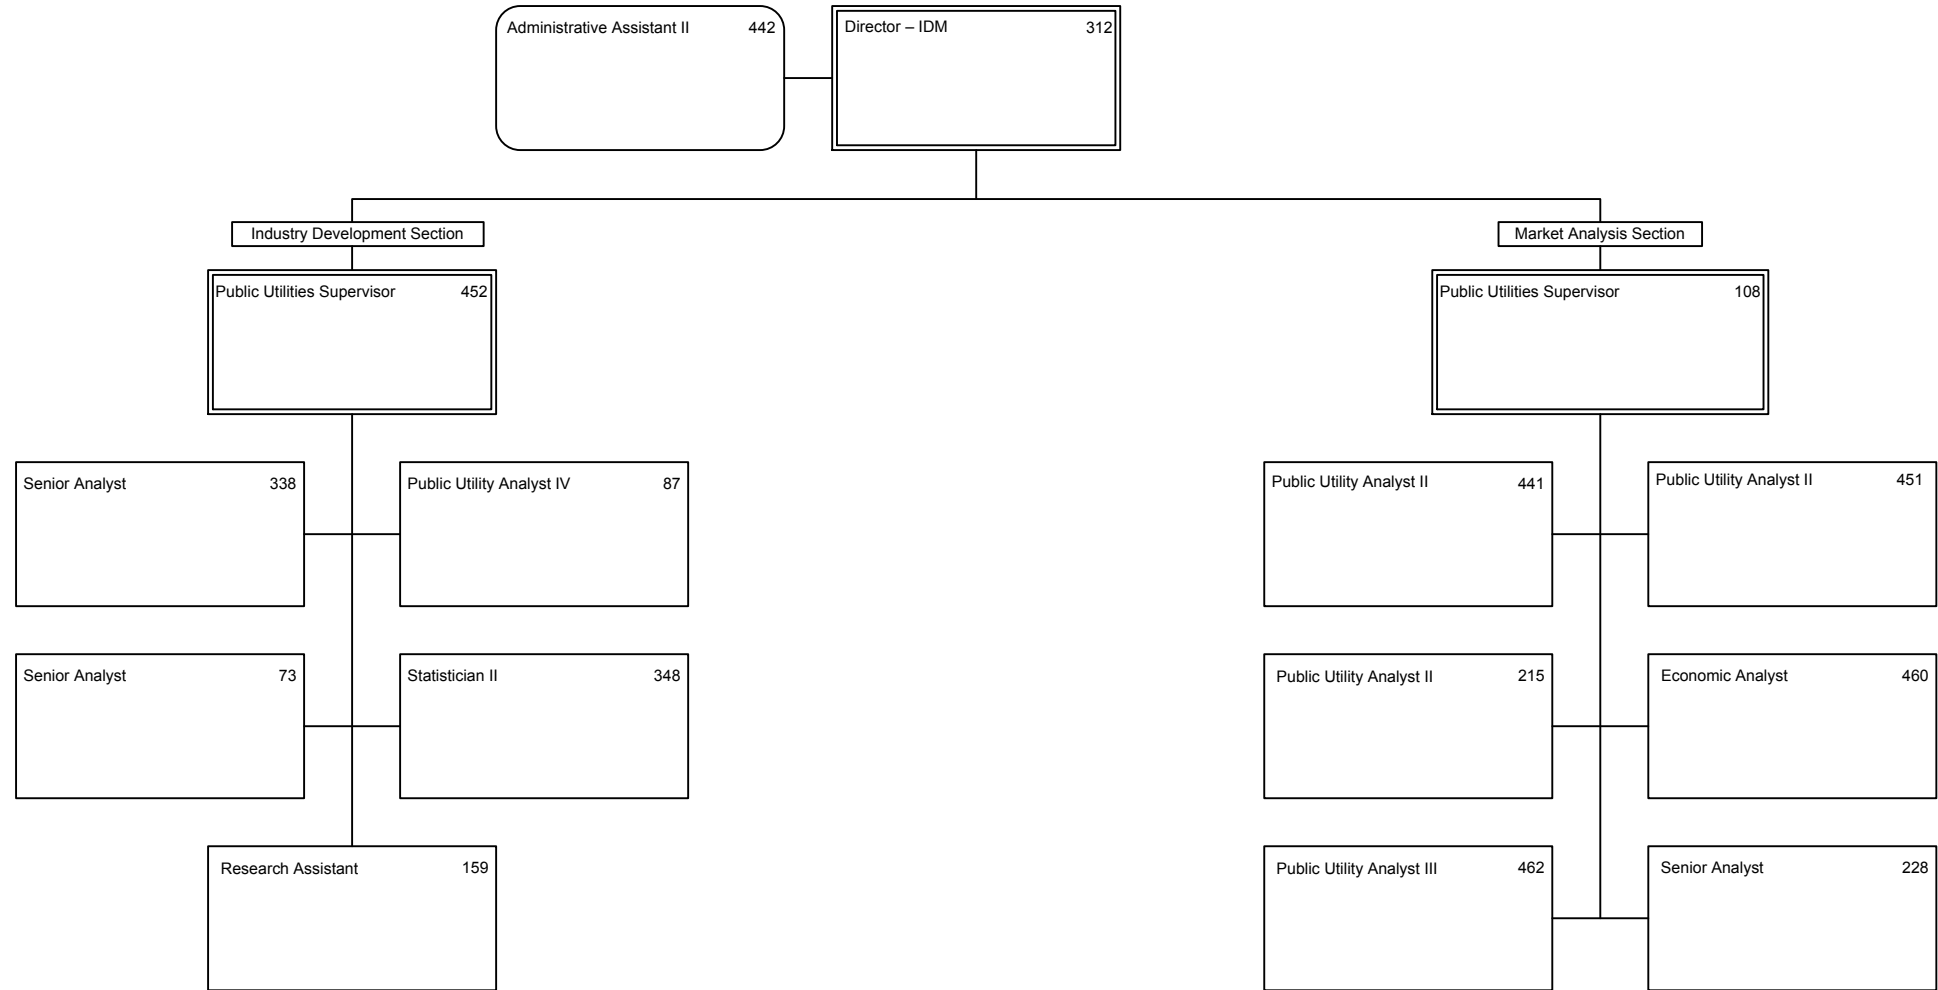 Administrative Assistant II 442
Director – IDM 312
Industry Development Section
Market Analysis Section
Public Utilities Supervisor 452
Public Utilities Supervisor 108
Senior Analyst 338
Public Utility Analyst IV 87
Public Utility Analyst II 441
Public Utility Analyst II 451
Senior Analyst 73
Statistician II 348
Public Utility Analyst II 215
Economic Analyst 460
Research Assistant 159
Public Utility Analyst III 462
Senior Analyst 228